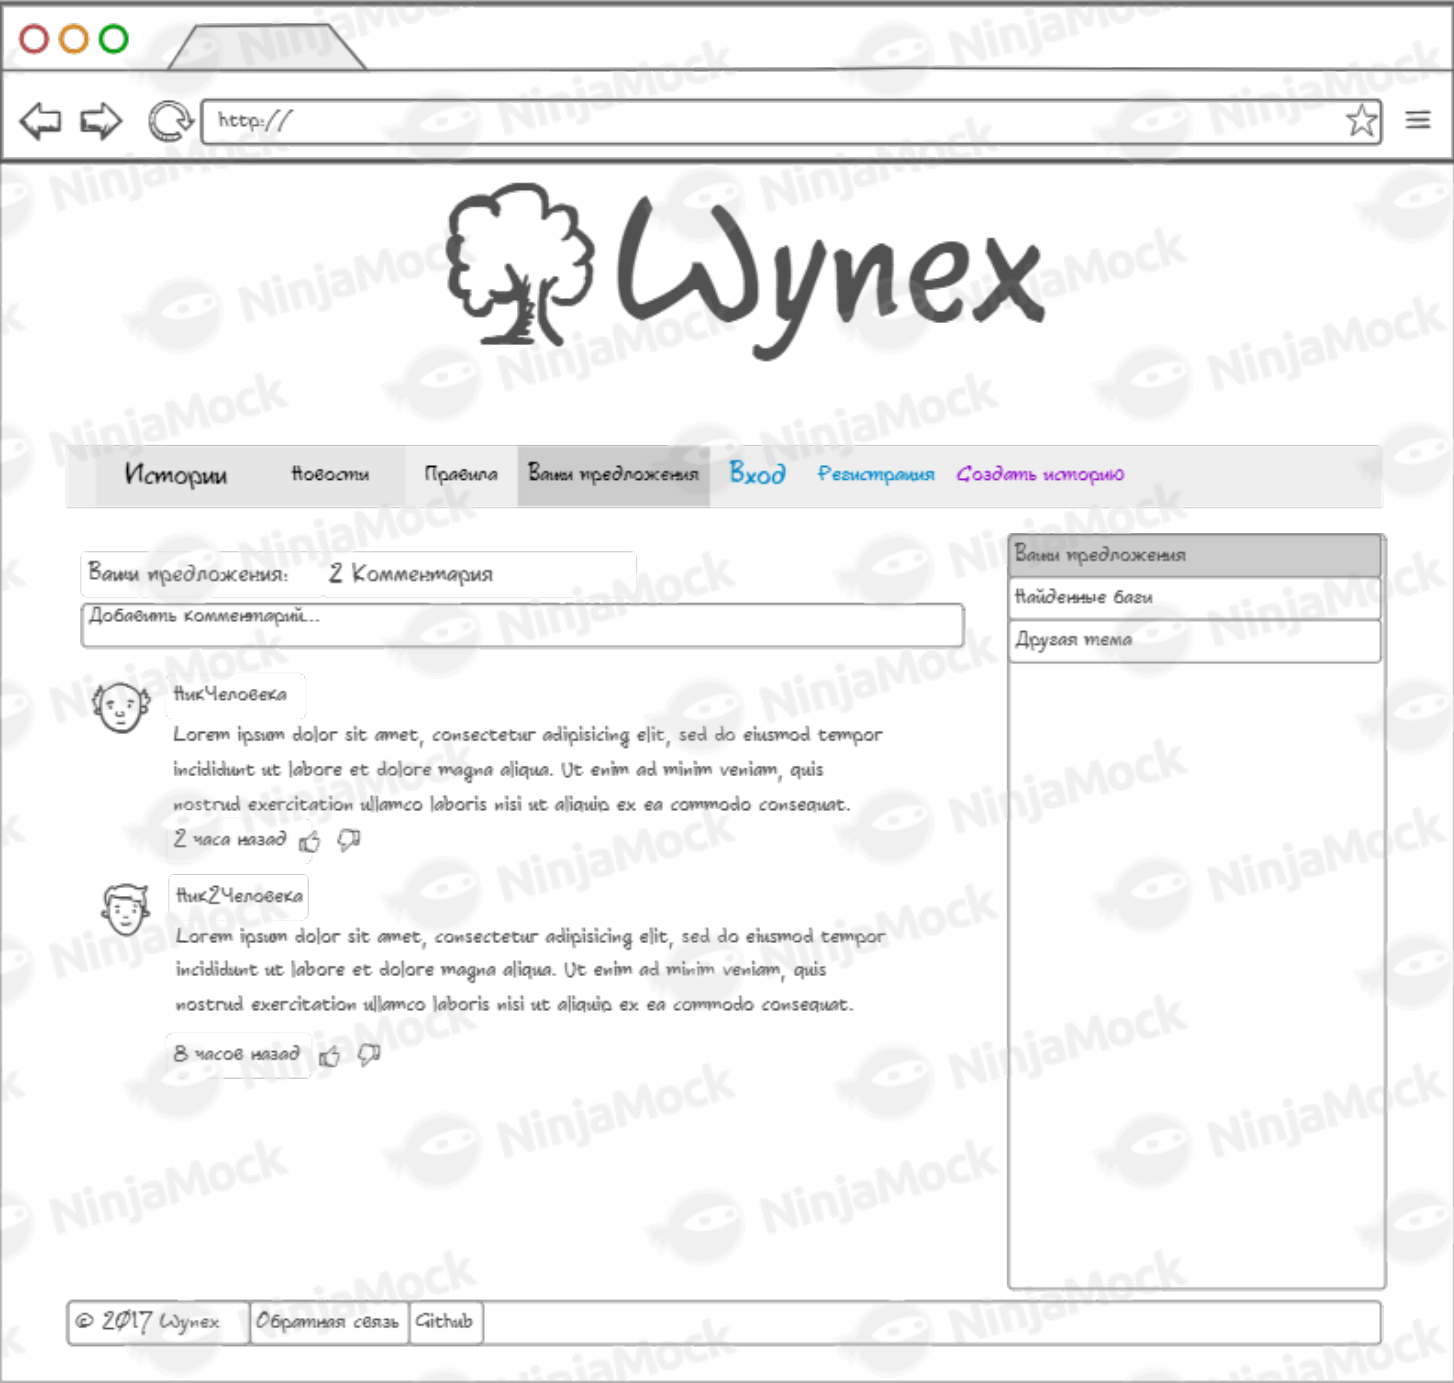 http://
Wynex
Истории Новости Правила Ваши предложения Вход Регистрация Создать историю
Ваши предложения: 2 Комментария
Добавить комментарий...
НикЧеловека
Lorem ipsum dolor sit amet, consectetur adipisicing elit, sed do eiusmod tempor
incididunt ut labore et dolore magna aliqua. Ut enim ad minim veniam, quis
nostrud exercitation ullamco laboris nisi ut aliquip ex ea commodo consequat.
2 часа назад
Ник2Человека
Lorem ipsum dolor sit amet, consectetur adipisicing elit, sed do eiusmod tempor
incididunt ut labore et dolore magna aliqua. Ut enim ad minim veniam, quis
nostrud exercitation ullamco laboris nisi ut aliquip ex ea commodo consequat.
8 часов назад
Ваши предложения
Найденные баги
Другая тема
© 2017 Wynex Обратная связь Github
NinjaMock